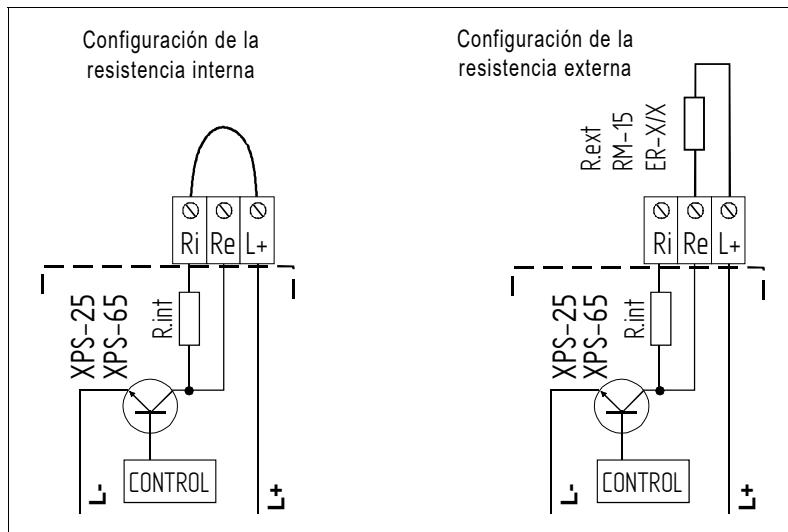 Configuración de la
resistencia interna
Ri Re L+
XPS-25
XPS-65
R.int
CONTROL
L-
L+
Configuración de la
resistencia externa
R.ext
RM-15
ER-X/X
Ri Re L+
XPS-25
XPS-65
R.int
CONTROL
L-
L+